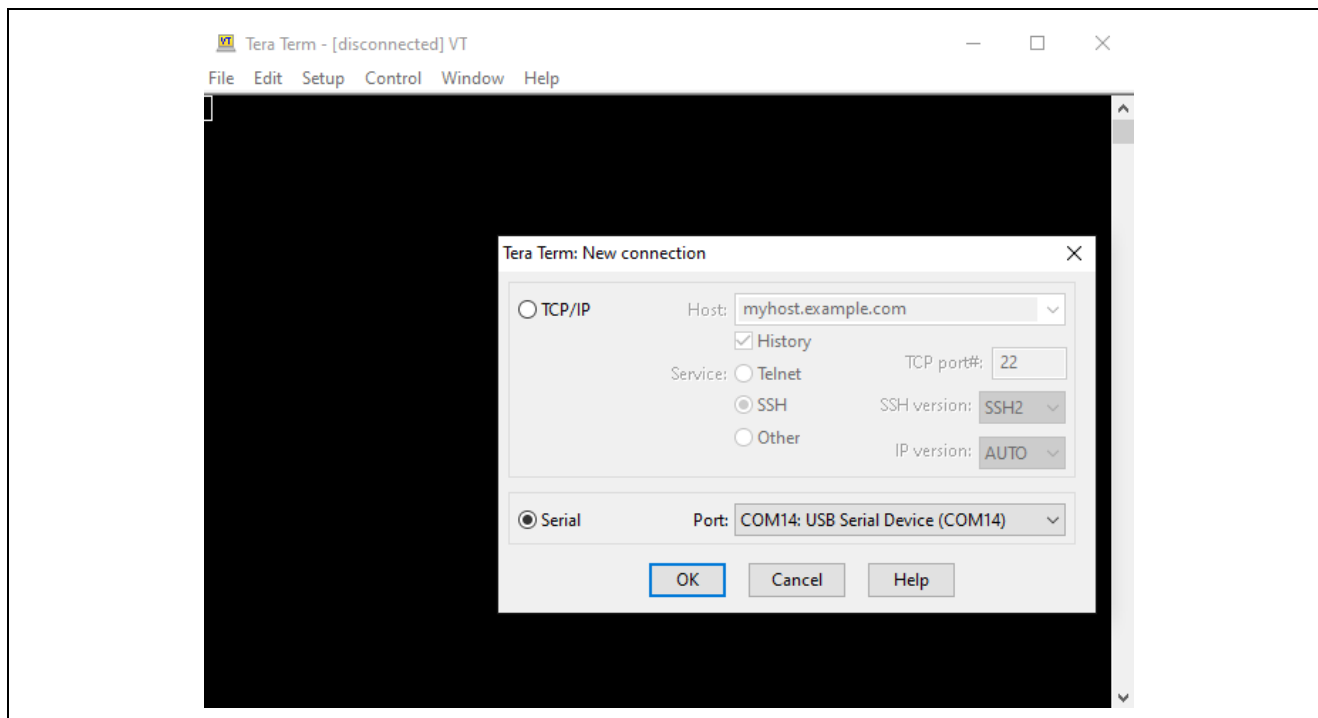 VT Tera Term - [disconnected] VT
File Edit Setup Control Window Help
Tera Term: New connection
TCP/IP Host: myhost.example.com
History
Service: Telnet TCP port#: 22
SSH SSH version: SSH2
Other IP version: AUTO
Serial Port: COM14: USB Serial Device (COM14)
OK Cancel Help